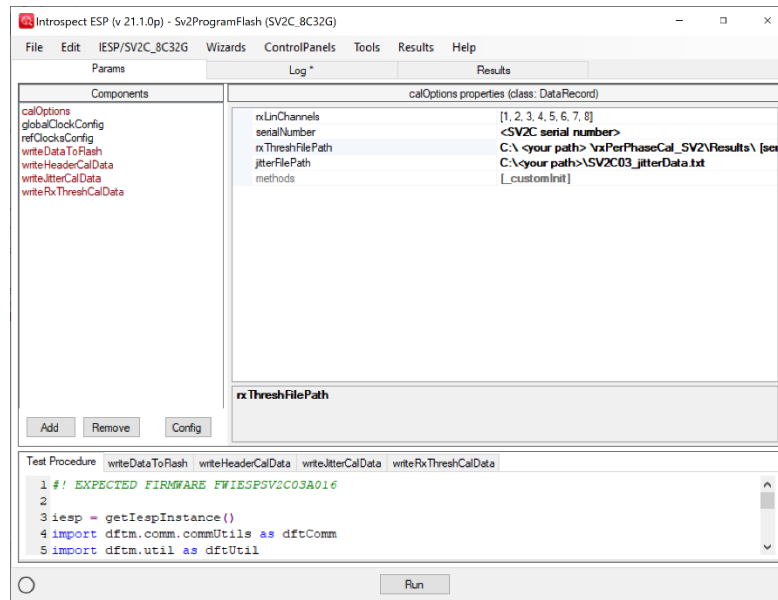 Introspect ESP (v 21.1.0p) - Sv2ProgramFlash (SV2C_8C32G)
File Edit IESP/SV2C_8C32G Wizards ControlPanels Tools Results Help
Params Log * Results
Components
calOptions
globalClockConfig
refClocksConfig
writeDataToFlash
writeHeaderCalData
writeJitterCalData
writeRxThreshCalData
Add Remove Config
calOptions properties (class: DataRecord)
rxLinChannels [1, 2, 3, 4, 5, 6, 7, 8]
serialNumber <SV2C serial number>
rxThreshFilePath C:\ <your path> \rxPerPhaseCal_SV2\Results\ [ser
jitterFilePath C:\<your path>\SV2C03_jitterData.txt
methods [_customInit]
rxThreshFilePath
Test Procedure writeDataToFlash writeHeaderCalData writeJitterCalData writeRxThreshCalData
1 #! EXPECTED FIRMWARE FWIESPSV2C03A016
2
3 iesp = getIespInstance()
4 import dftm.comm.commUtils as dftComm
5 import dftm.util as dftUtil
Run